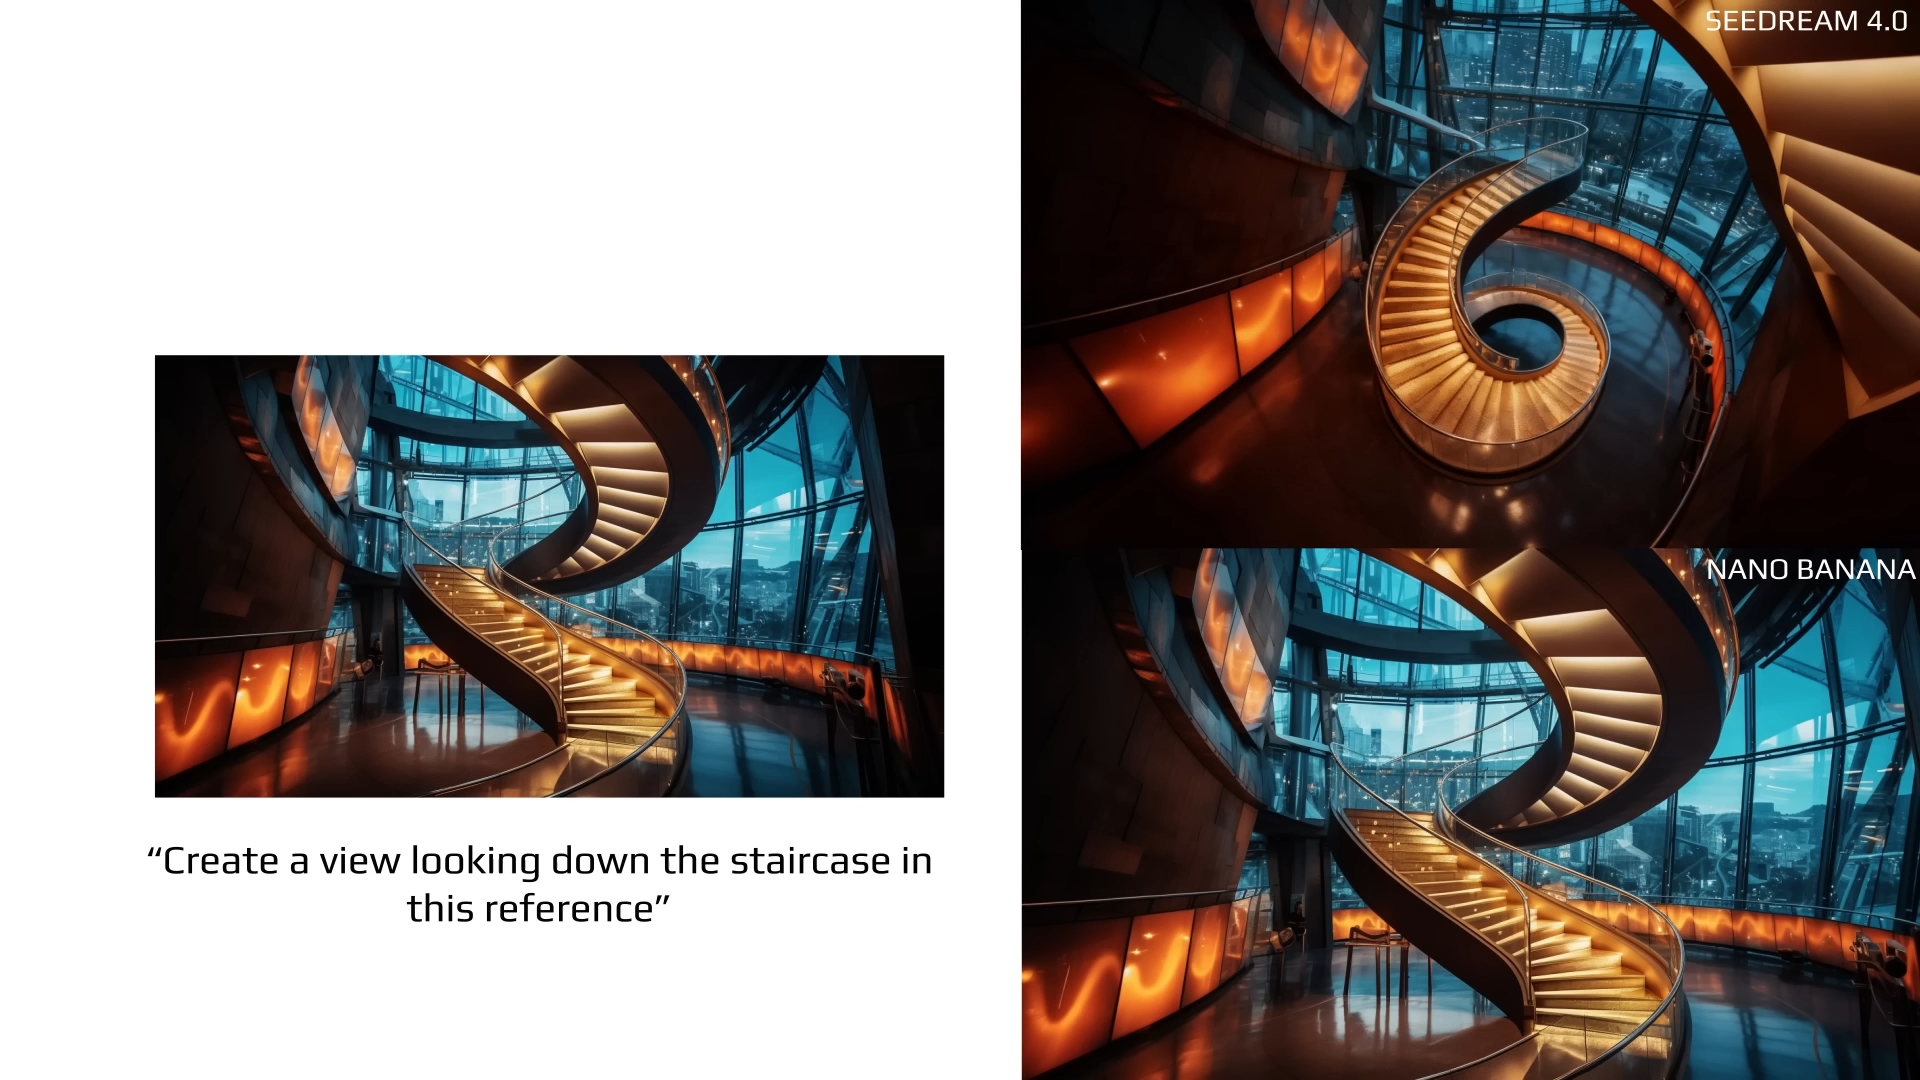 SEEDREAM 4.0
NANO BANANA
“Create a view looking down the staircase in
this reference”